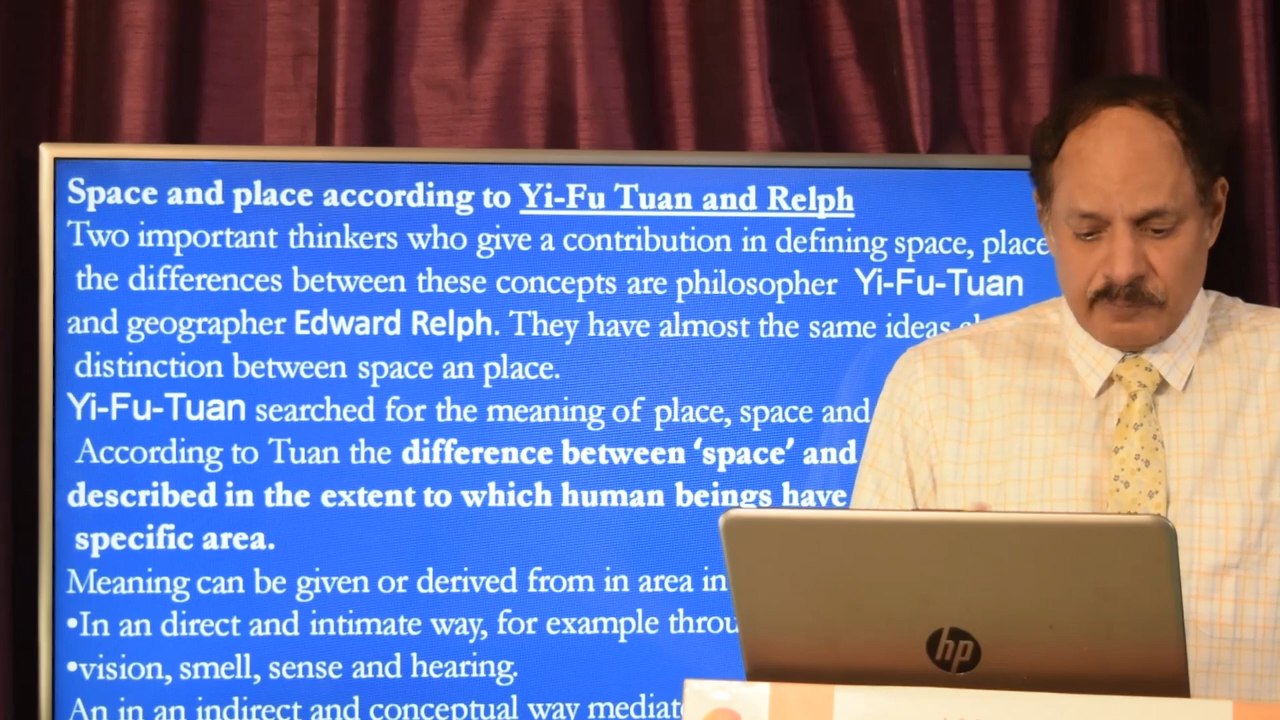 Space and place according to Yi-Fu Tuan and Relph
Two important thinkers who give a contribution in defining space, place
the differences between these concepts are philosopher Yi-Fu-Tuan
and geographer Edward Relph. They have almost the same ideas
distinction between space an place.
Yi-Fu-Tuan searched for the meaning of place, space and
According to Tuan the difference between ‘space’ and
described in the extent to which human beings have
specific area.
Meaning can be given or derived from in area in
•In an direct and intimate way, for example
•vision, smell, sense and hearing.
An in an indirect and conceptual way
hp